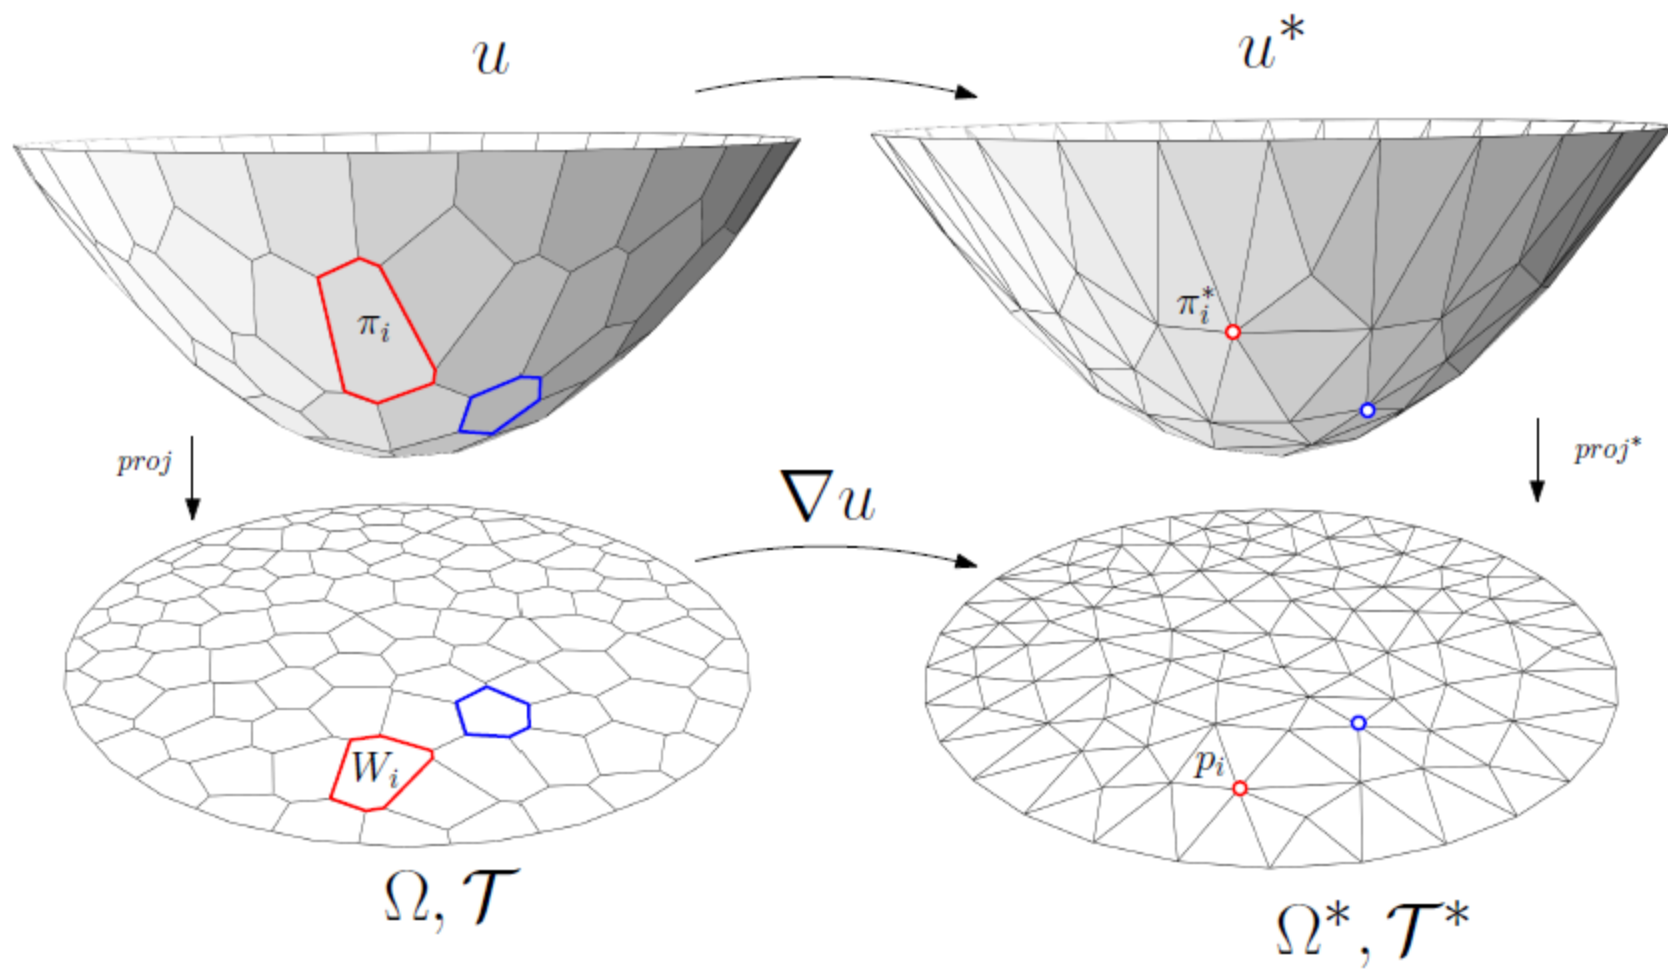 u
u*
π_i
π_i^*
proj
∇u
proj*
W_i
p_i
Ω, 𝒯
Ω*, 𝒯*